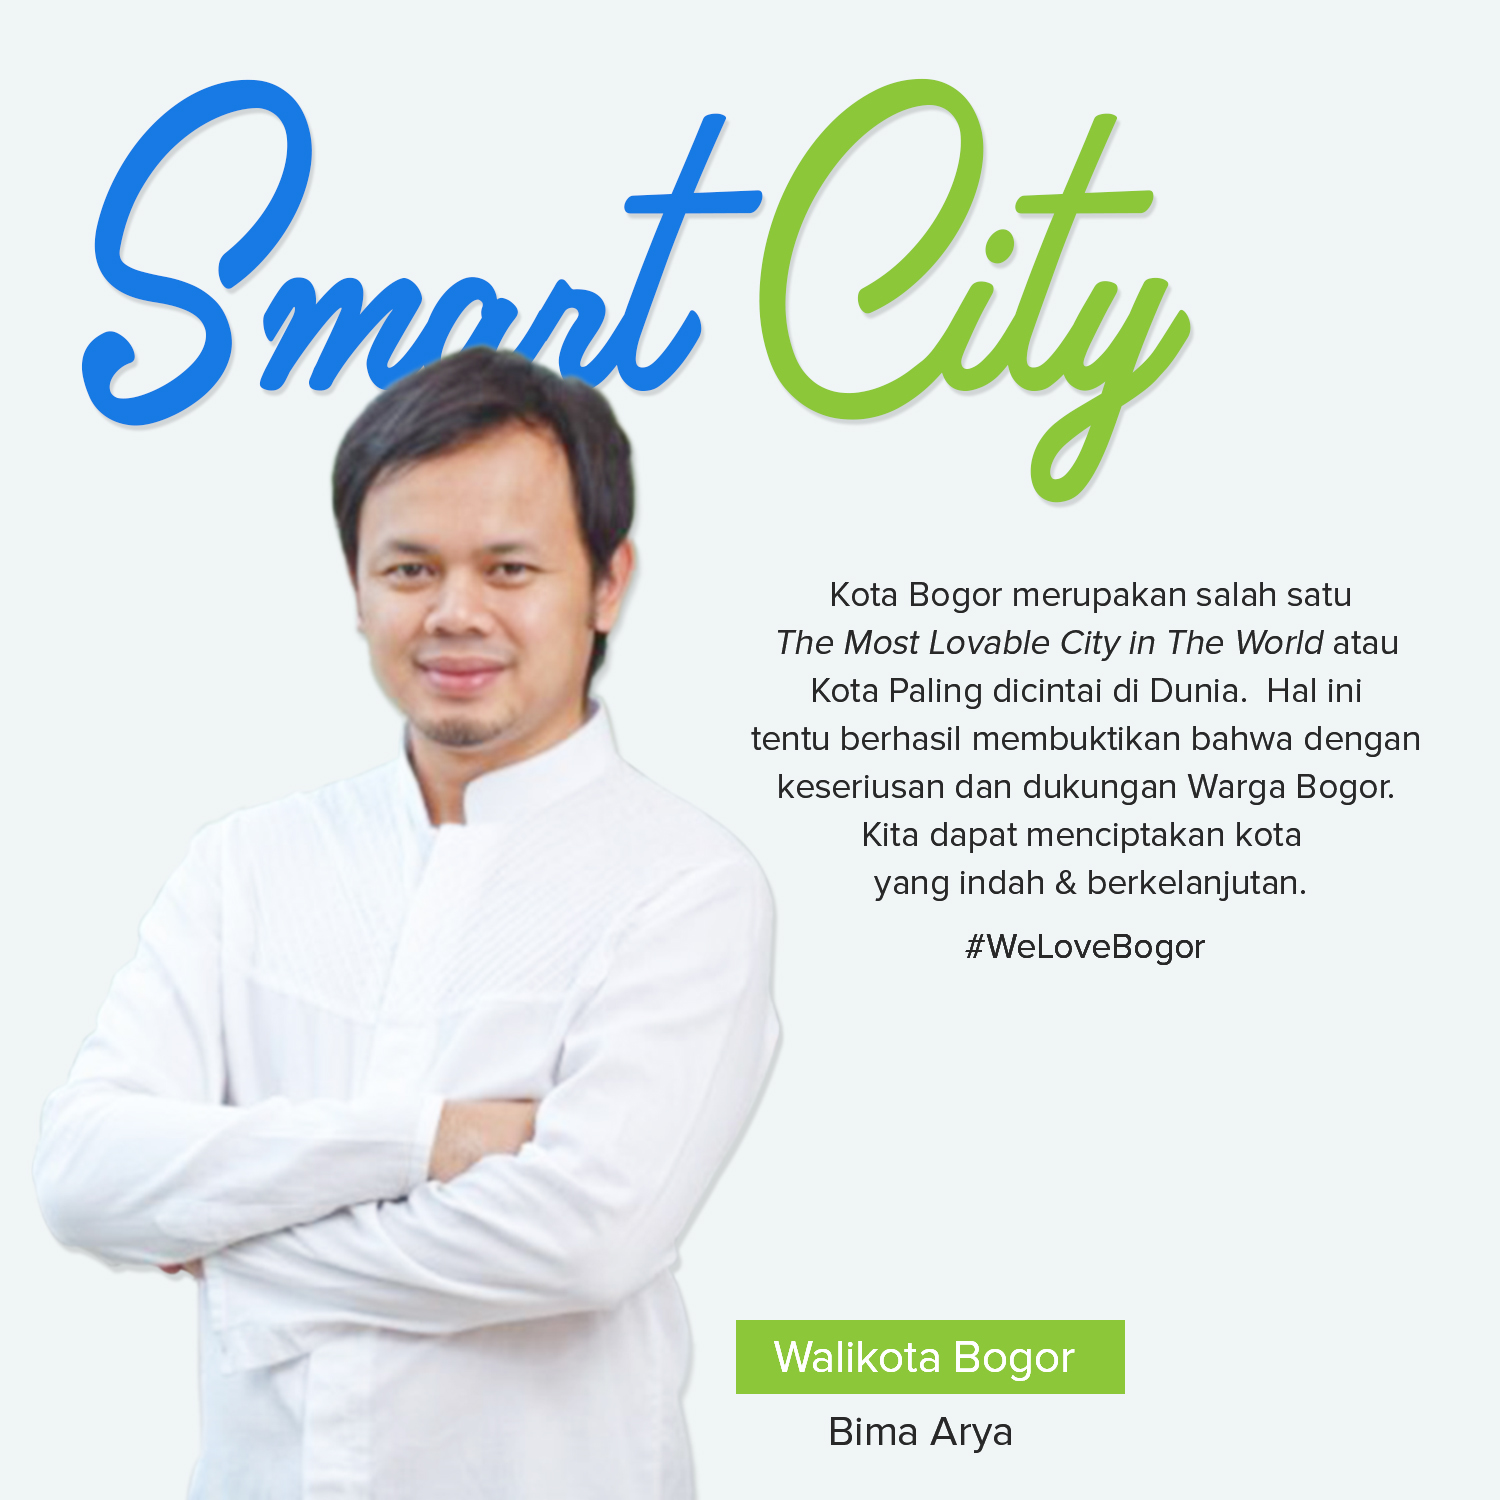 Smart City
Kota Bogor merupakan salah satu
The Most Lovable City in The World atau
Kota Paling dicintai di Dunia.  Hal ini
tentu berhasil membuktikan bahwa dengan
keseriusan dan dukungan Warga Bogor.
Kita dapat menciptakan kota
yang indah & berkelanjutan.
#WeLoveBogor
Walikota Bogor
Bima Arya